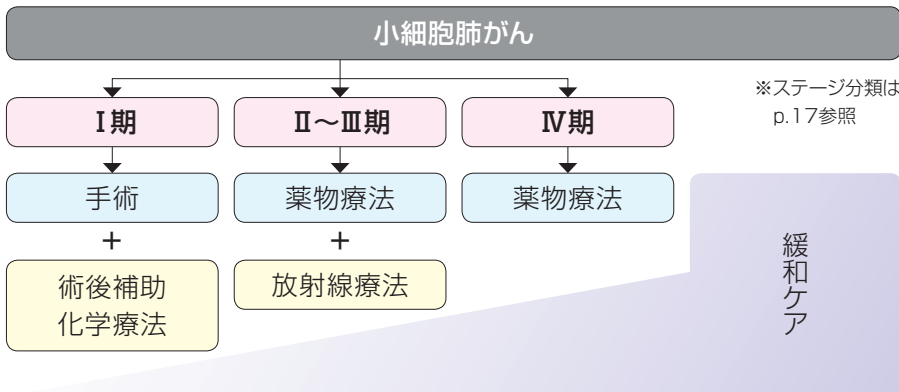 小細胞肺がん
※ステージ分類は
p.17参照
Ⅰ期
Ⅱ〜Ⅲ期
Ⅳ期
手術
薬物療法
薬物療法
+
+
術後補助
化学療法
放射線療法
緩和ケア